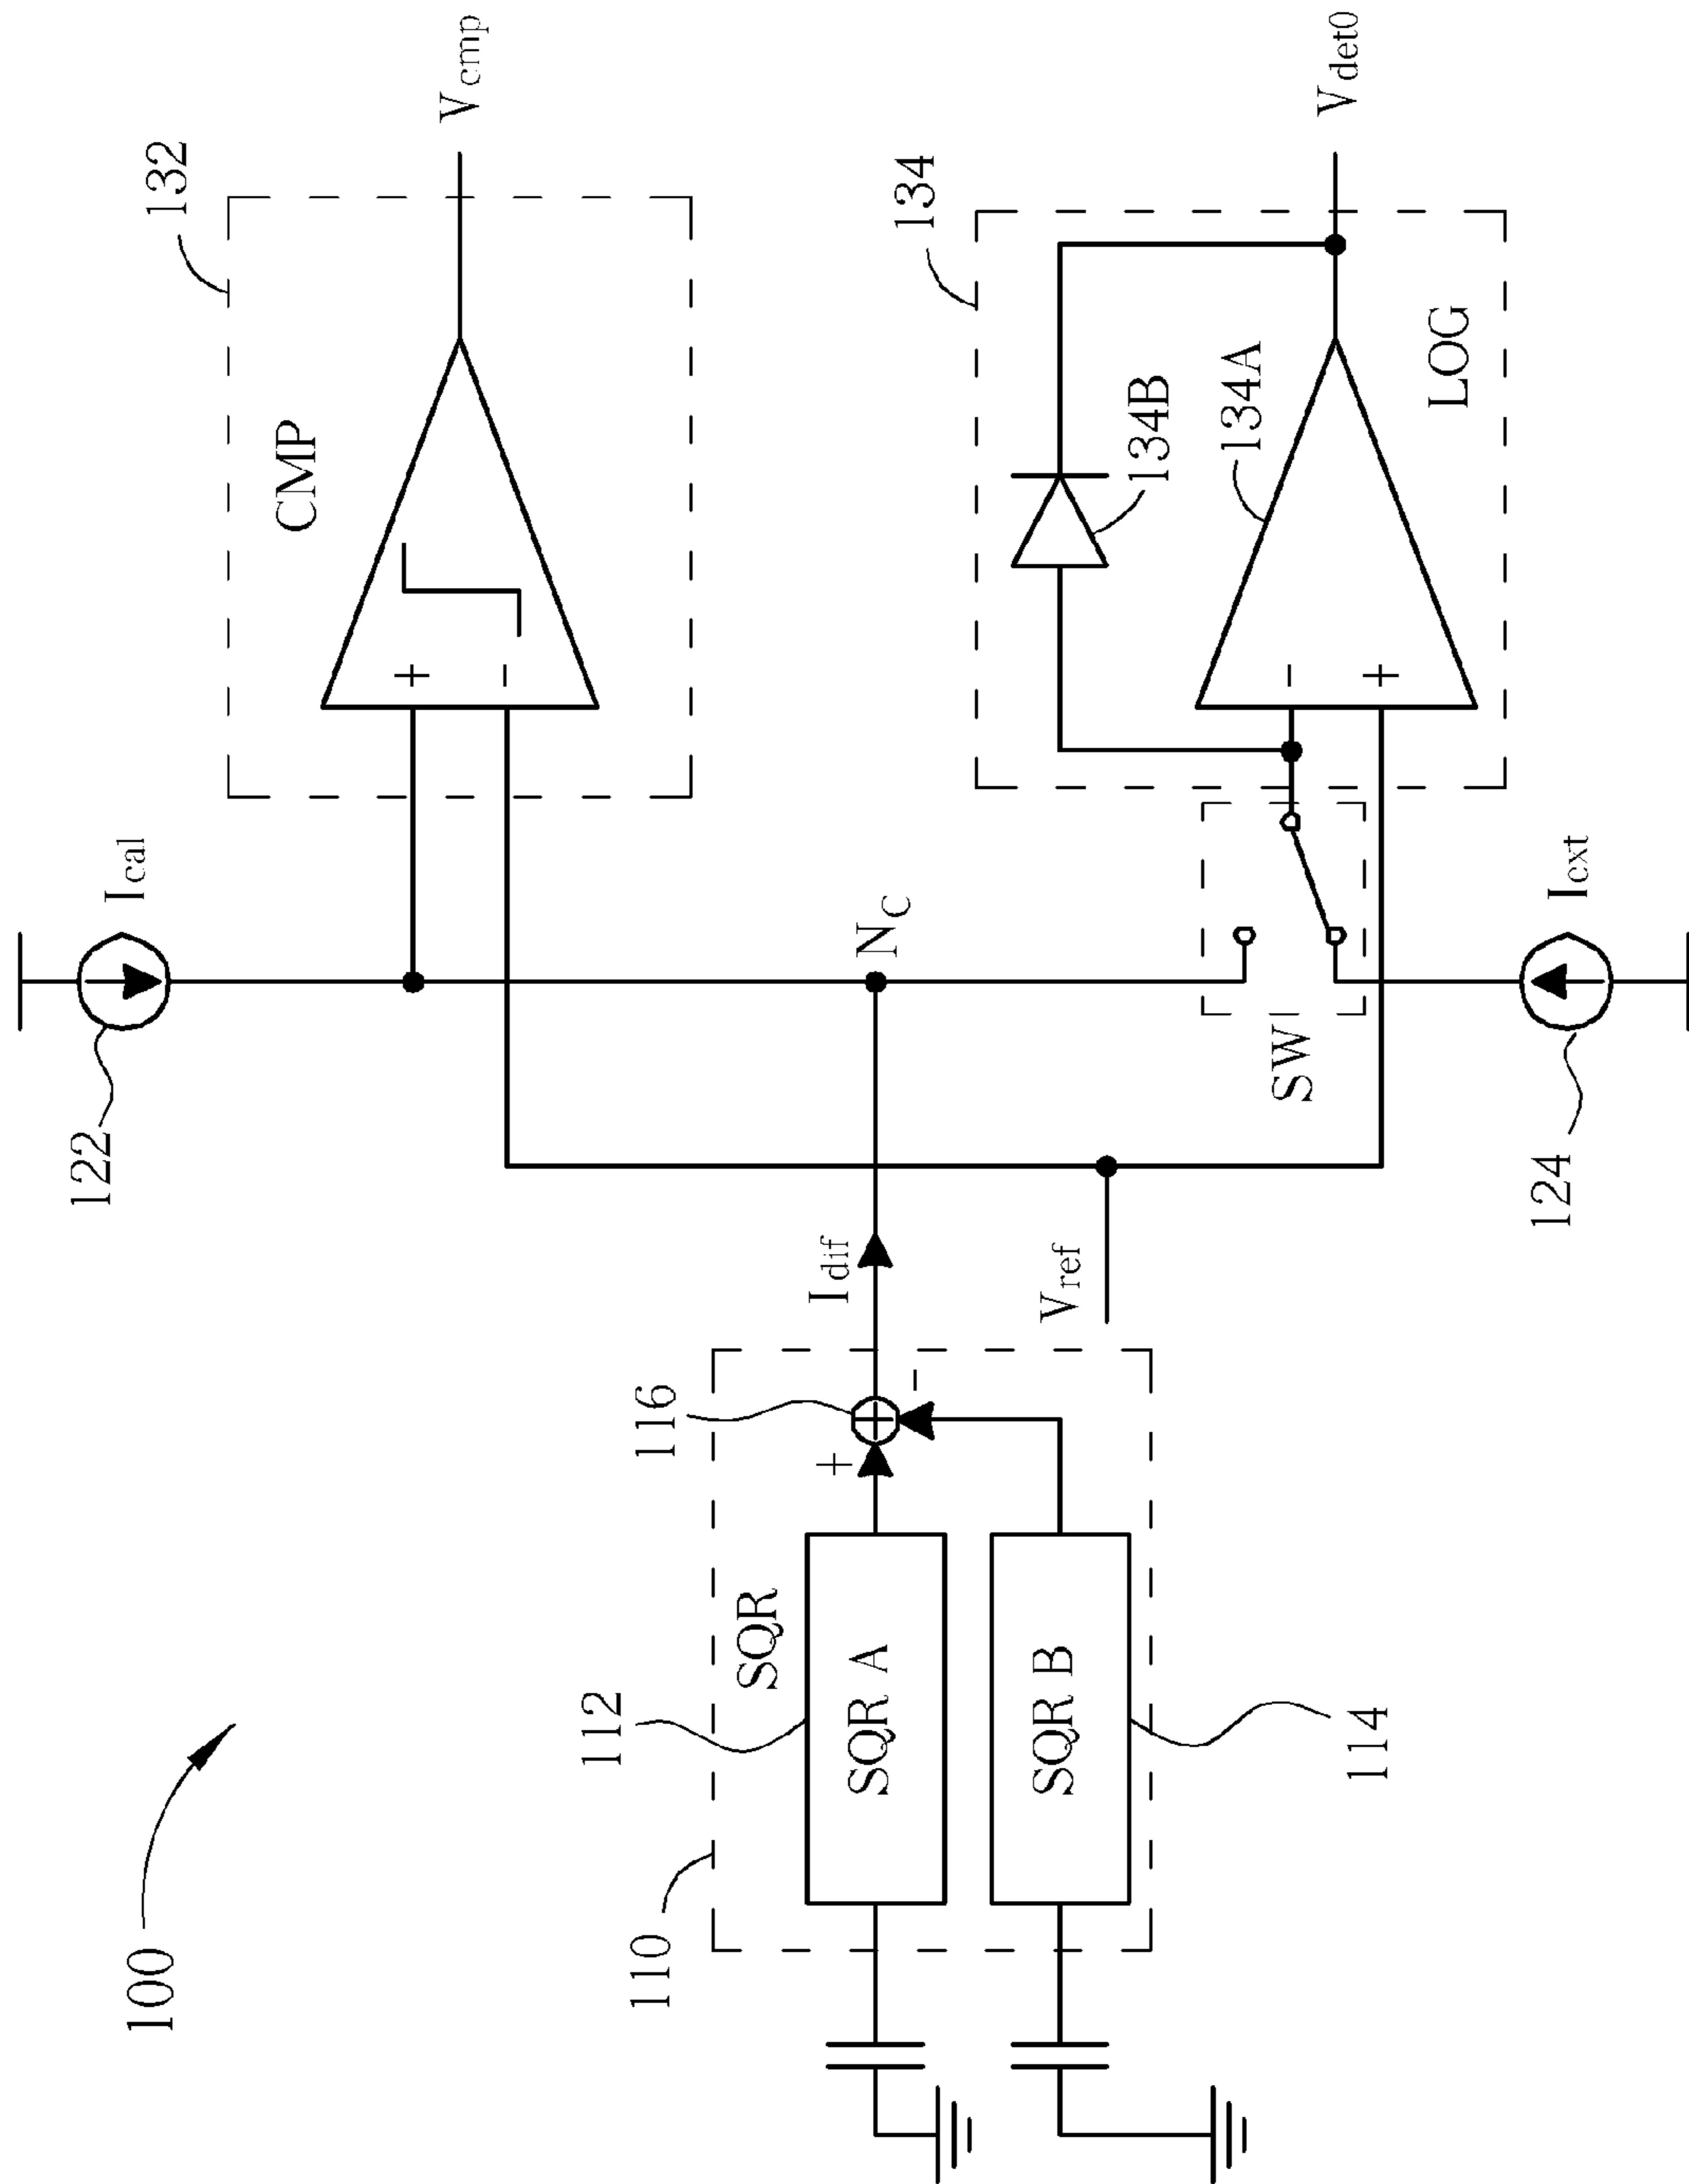 100
122
Ical
132
CMP
+
-
Vcmp
110
112
SQR
116
SQR A
+
-
Idif
NC
SQR B
114
Vref
SW
134
134B
134A
-
+
Vdet0
LOG
124
Iext